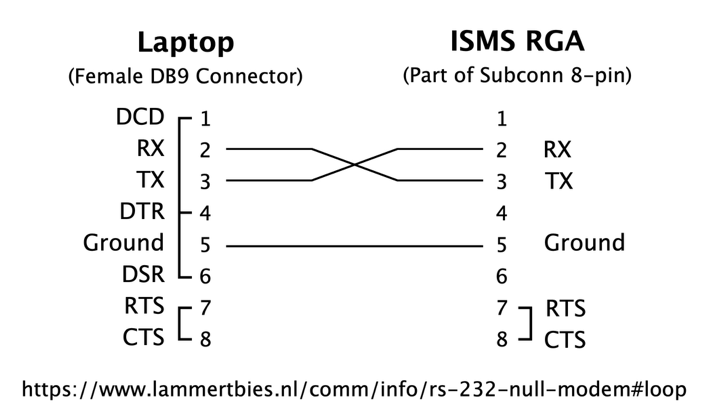 Laptop ISMS RGA
(Female DB9 Connector) (Part of Subconn 8-pin)
DCD 1 1
RX 2 2 RX
TX 3 3 TX
DTR 4 4
Ground 5 5 Ground
DSR 6 6
RTS 7 7 RTS
CTS 8 8 CTS
https://www.lammertbies.nl/comm/info/rs-232-null-modem#loop